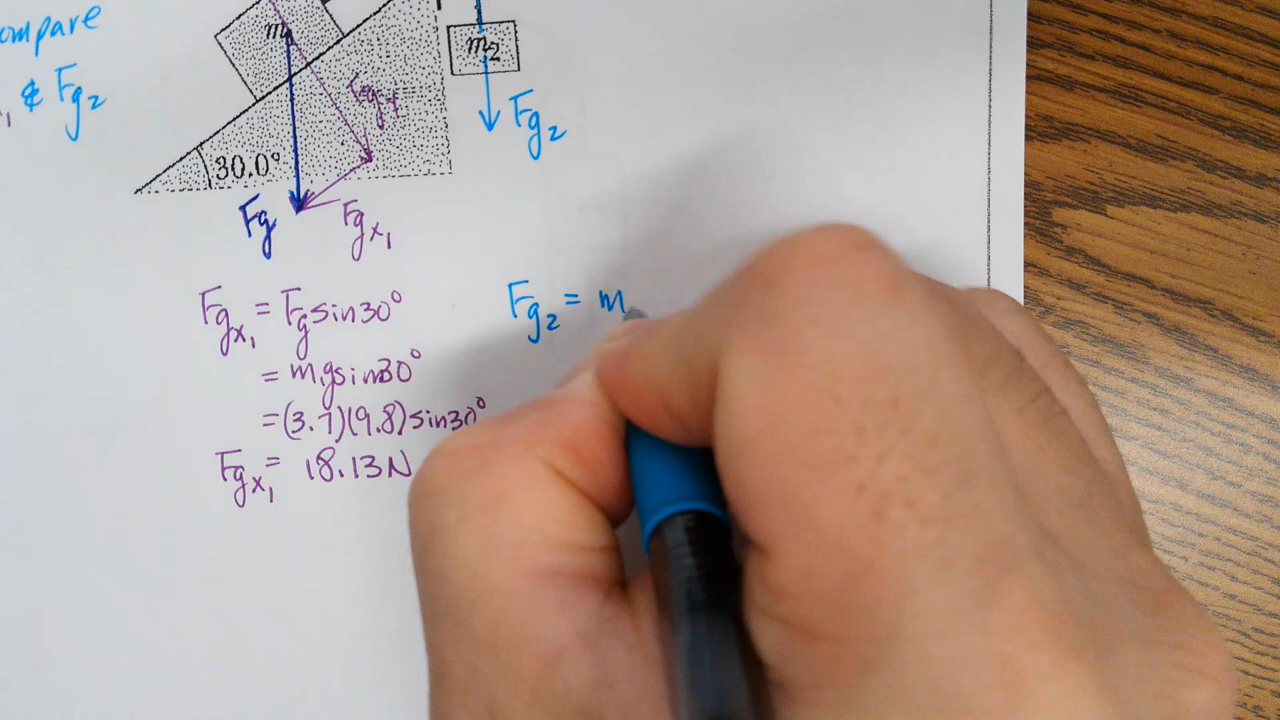 ompare
₁ & Fg₂
m
m₂
Fg₂
30.0°
Fg
Fgx₁
Fgx₁ = Fg sin30°
= m₁g sin30°
= (3.7)(9.8) sin30°
Fgx₁ = 18.13N
Fg₂ = m